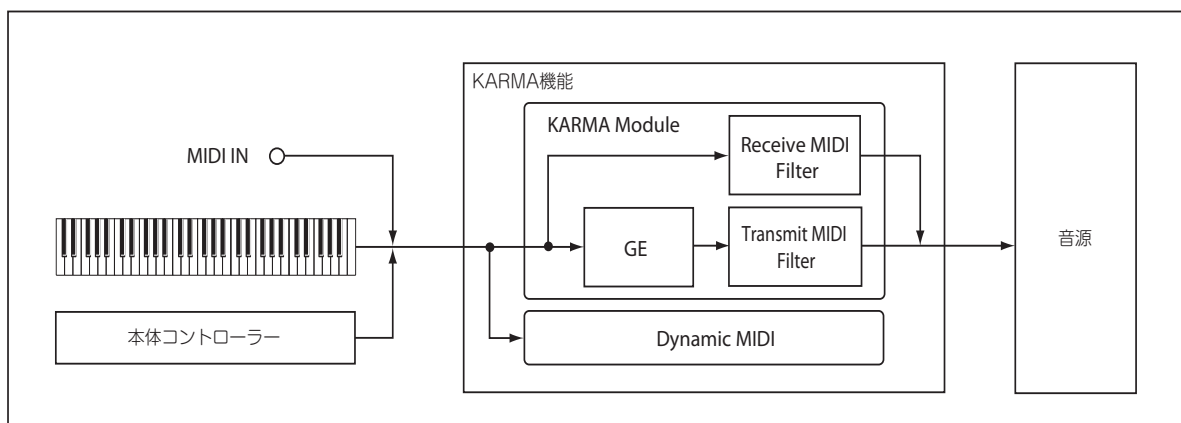 KARMA機能
KARMA Module
Receive MIDI
Filter
MIDI IN
GE
Transmit MIDI
Filter
音源
本体コントローラー
Dynamic MIDI